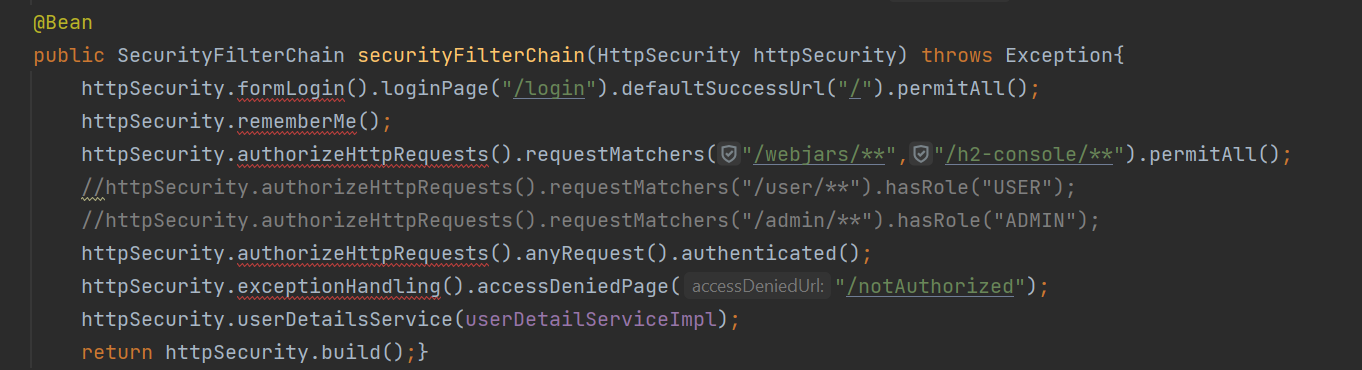 @Bean
public SecurityFilterChain securityFilterChain(HttpSecurity httpSecurity) throws Exception{
httpSecurity.formLogin().loginPage("/login").defaultSuccessUrl("/").permitAll();
httpSecurity.rememberMe();
httpSecurity.authorizeHttpRequests().requestMatchers("/webjars/**","/h2-console/**").permitAll();
//httpSecurity.authorizeHttpRequests().requestMatchers("/user/**").hasRole("USER");
//httpSecurity.authorizeHttpRequests().requestMatchers("/admin/**").hasRole("ADMIN");
httpSecurity.authorizeHttpRequests().anyRequest().authenticated();
httpSecurity.exceptionHandling().accessDeniedPage( accessDeniedUrl: "/notAuthorized");
httpSecurity.userDetailsService(userDetailServiceImpl);
return httpSecurity.build();}